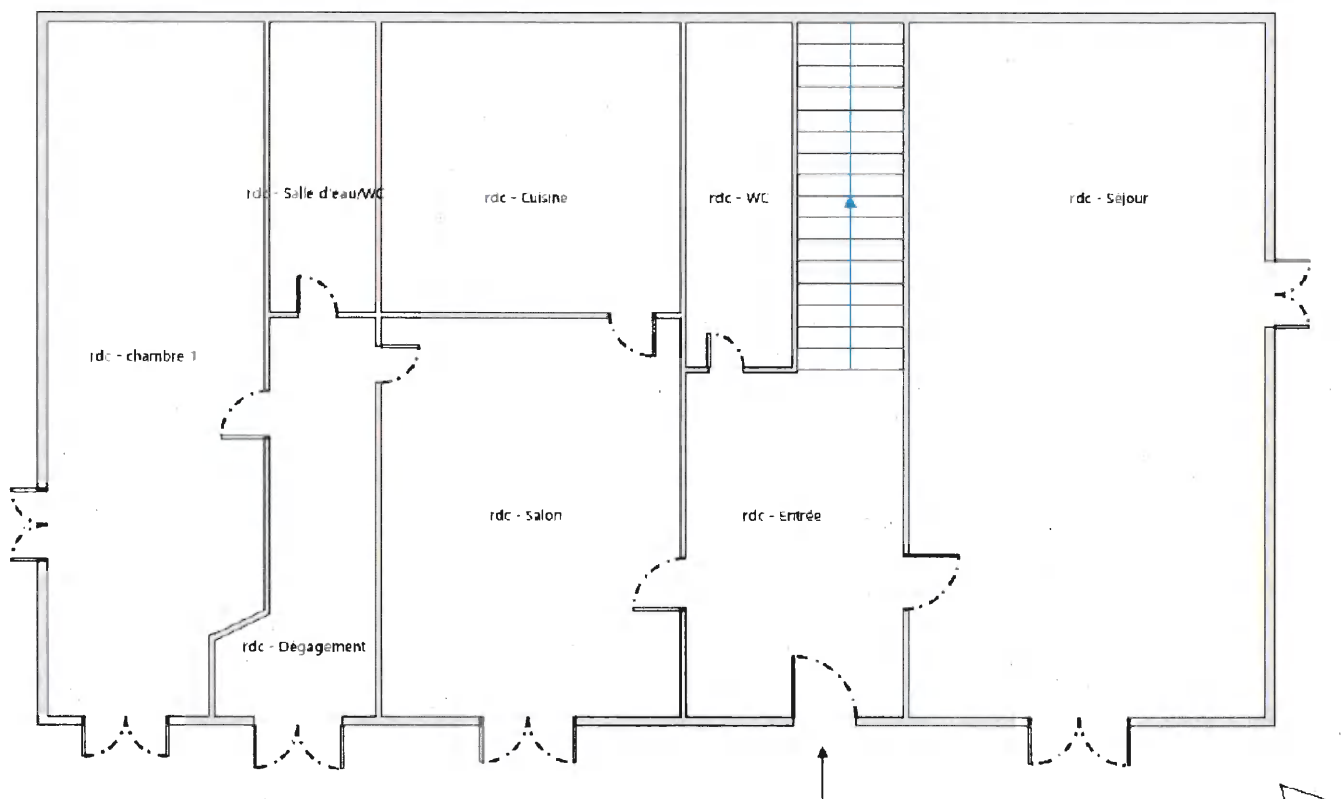 rdc - Salle d'eau/WC
rdc - Cuisine
rdc - WC
rdc - Séjour
rdc - chambre 1
rdc - Salon
rdc - Entrée
rdc - Dégagement